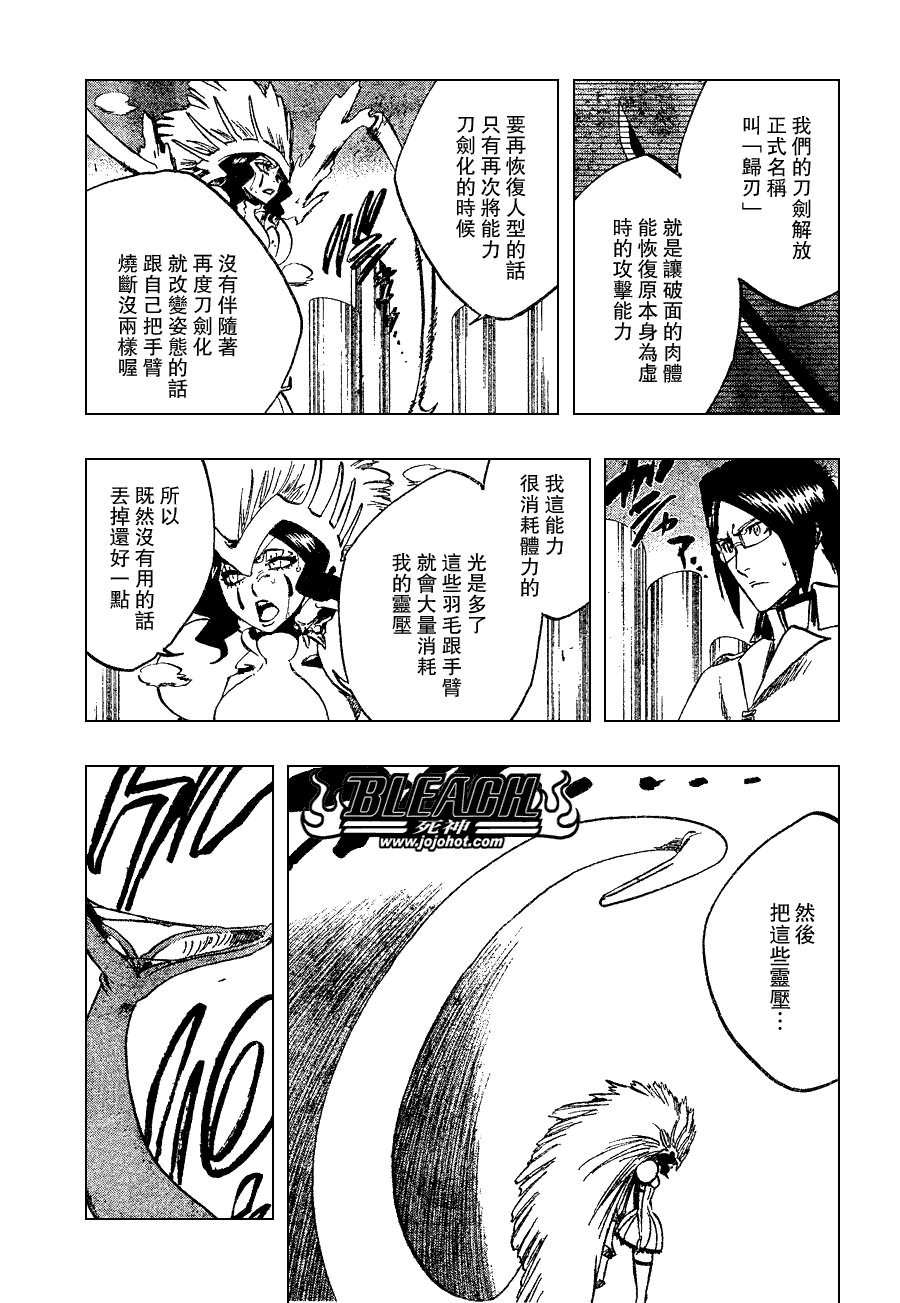 我們的刀劍解放
正式名稱
叫「歸刃」
就是讓破面的肉體
能恢復原本身為虛
時的攻擊能力
要再恢復人型的話
只有再次將能力
刀劍化的時候
沒有伴隨著
再度刀劍化
就改變姿態的話
跟自己把手臂
燒斷沒兩樣喔
我這能力
很消耗體力的
光是多了
這些羽毛跟手臂
就會大量消耗
我的靈壓
所以
既然沒有用的話
丟掉還好一點
BLEACH
死神
www.jojohot.com
然後
把這些靈壓…